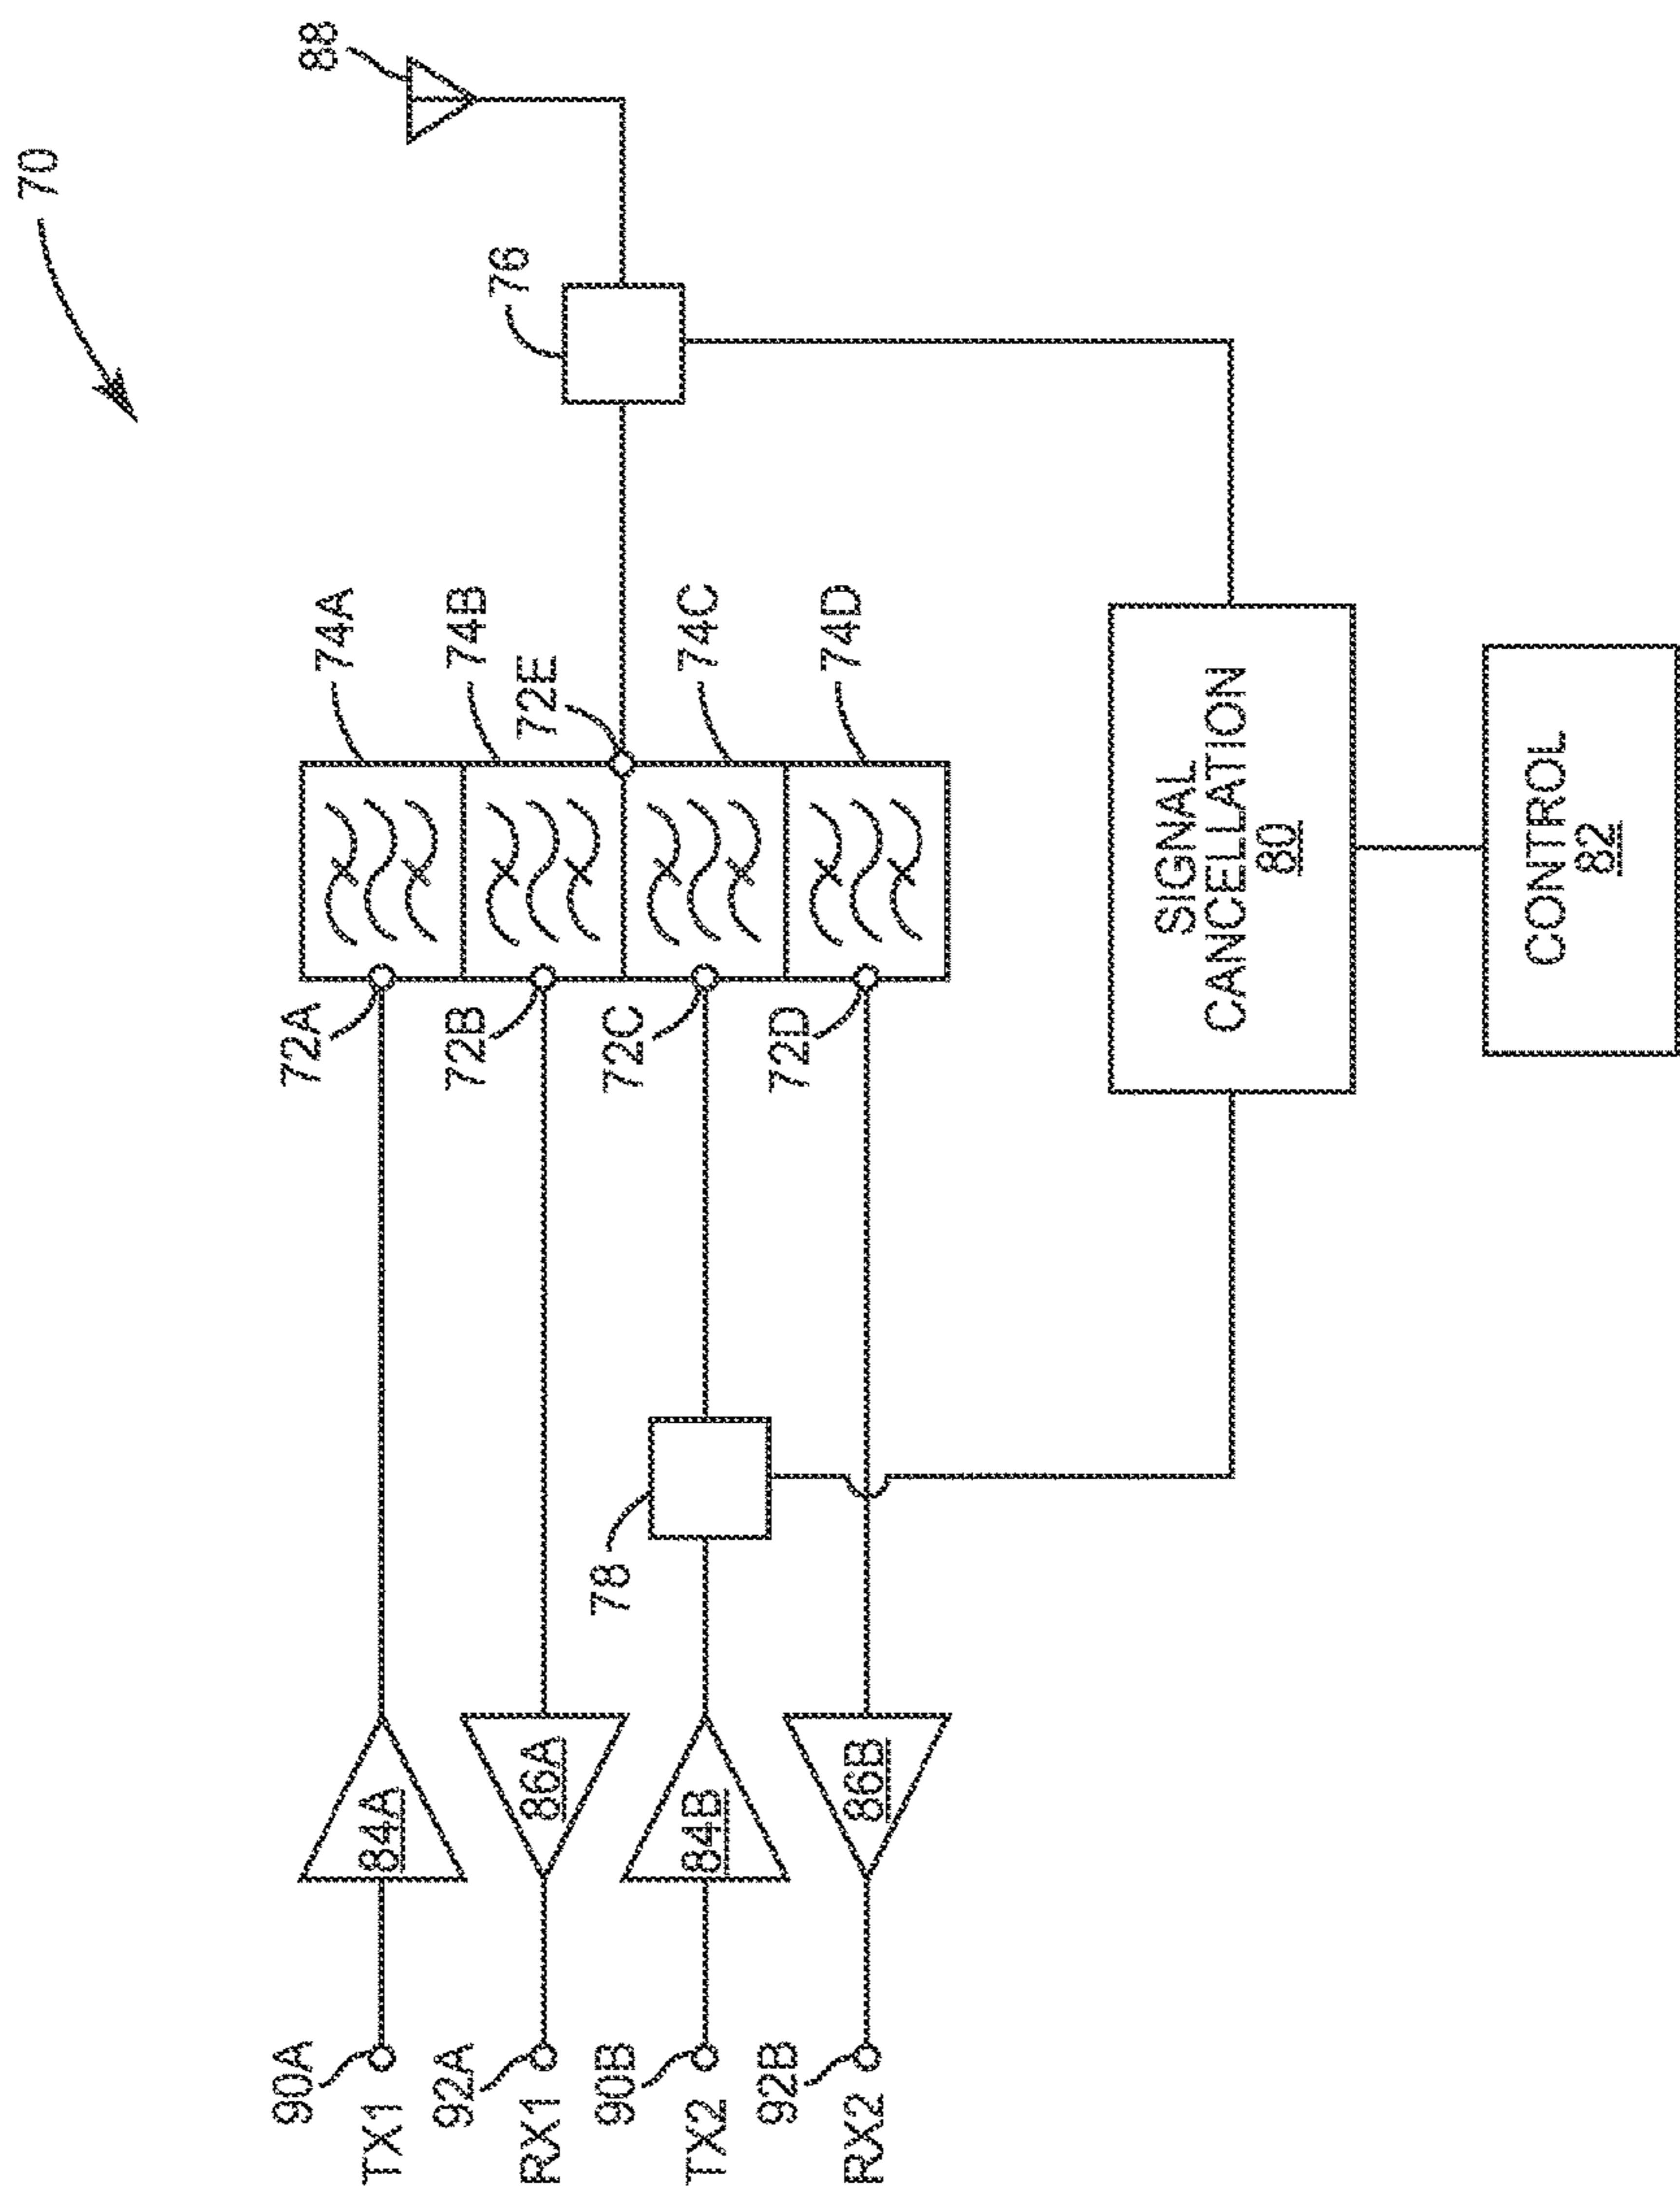 70
88
76
74A
74B
72E
74C
74D
72A
72B
72C
72D
78
SIGNAL
CANCELLATION
80
CONTROL
82
84A
86A
84B
86B
90A
TX1
92A
RX1
90B
TX2
92B
RX2